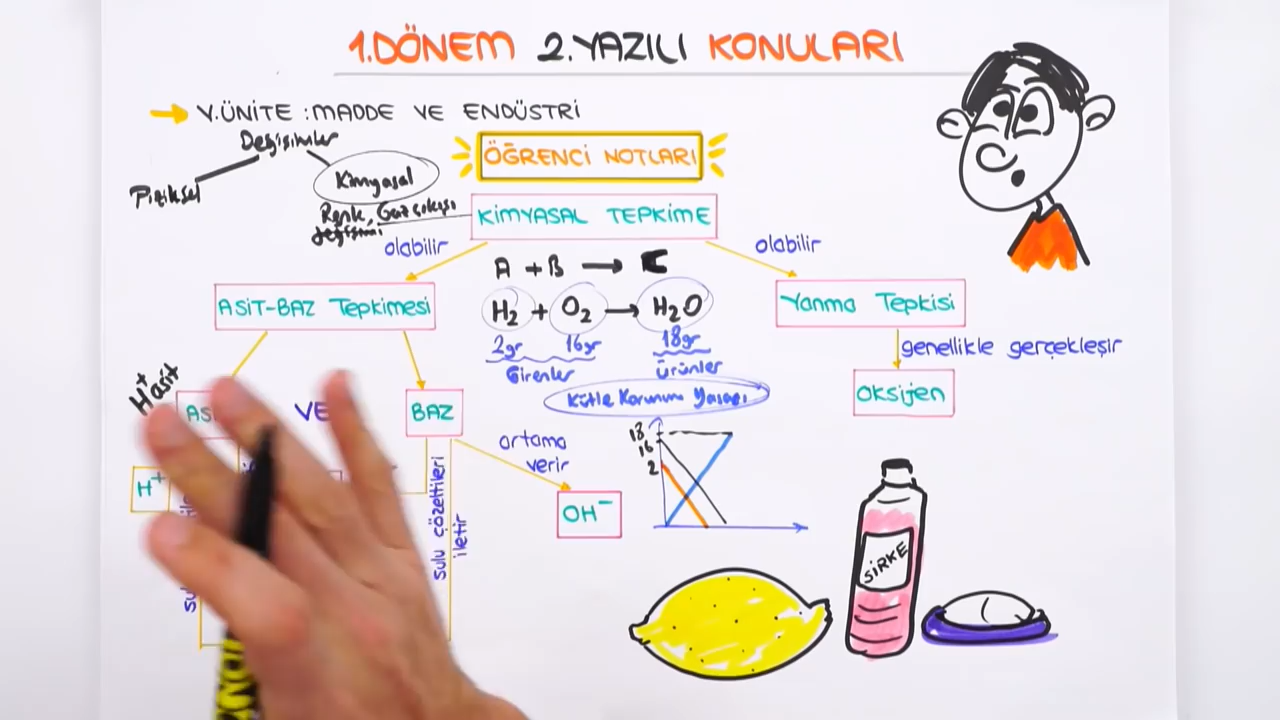 1.DÖNEM 2.YAZILI KONULARI
V.ÜNİTE : MADDE VE ENDÜSTRİ
Değişimler
Fiziksel
Kimyasal
ÖĞRENCİ NOTLARI
Renk, Gaz çıkışı
değişimi
KİMYASAL TEPKİME
olabilir
olabilir
A + B → C
ASİT-BAZ Tepkimesi
H₂ + O₂ → H₂O
Yanma Tepkisi
2gr 16gr 18gr
Girenler ürünler
genellikle gerçekleşir
Kütle Korunumu Yasası
Oksijen
H⁺ asit
VE
BAZ
ortama
verir
18
16
2
H⁺
OH⁻
sulu çözeltileri
iletir
SİRKE